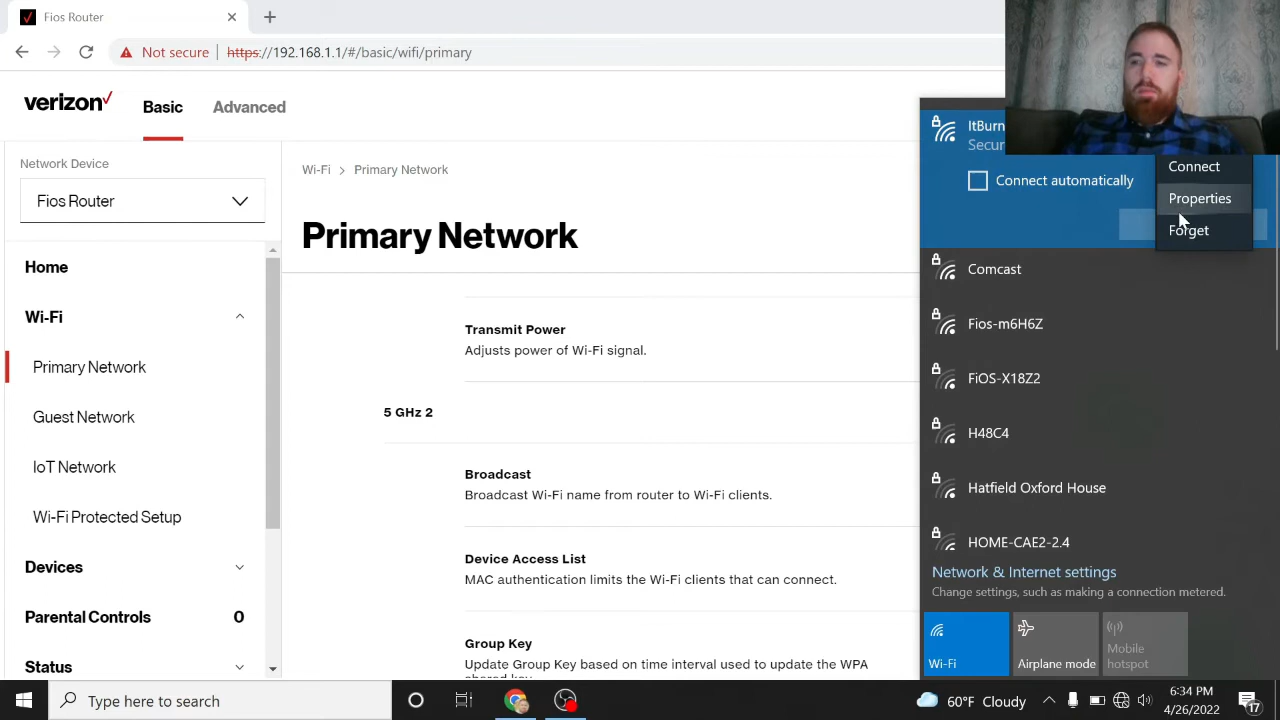 Fios Router
Not secure
https://192.168.1.1/#/basic/wifi/primary
verizon
Basic
Advanced
Network Device
Fios Router
Home
Wi-Fi
Primary Network
Guest Network
IoT Network
Wi-Fi Protected Setup
Devices
Parental Controls 0
Status
Wi-Fi > Primary Network
Primary Network
Transmit Power
Adjusts power of Wi-Fi signal.
5 GHz 2
Broadcast
Broadcast Wi-Fi name from router to Wi-Fi clients.
Device Access List
MAC authentication limits the Wi-Fi clients that can connect.
Group Key
Update Group Key based on time interval used to update the WPA
shared key
ItBurn
Secur
Connect automatically
Connect
Properties
Forget
Comcast
Fios-m6H6Z
FiOS-X18Z2
H48C4
Hatfield Oxford House
HOME-CAE2-2.4
Network & Internet settings
Change settings, such as making a connection metered.
Wi-Fi
Airplane mode
Mobile
hotspot
Type here to search
60°F Cloudy
6:34 PM
4/26/2022
17